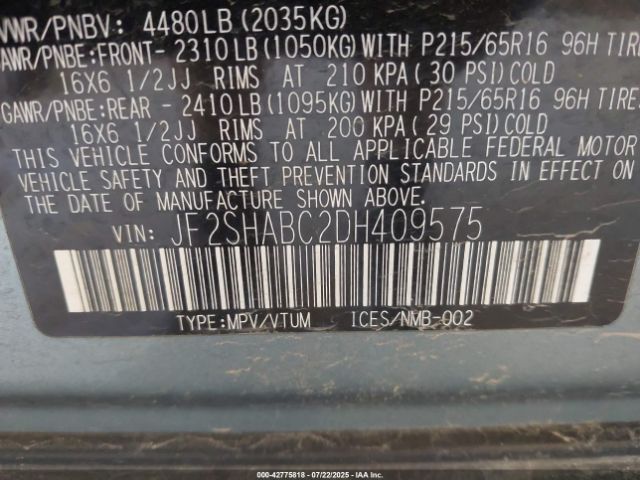 VWR/PNBV: 4480LB(2035KG)
AWR/PNBE:FRONT- 2310LB(1050KG)WITH P215/65R16 96H TIRE
16X6 1/2JJ RIMS AT 210 KPA(30 PSI)COLD
GAWR/PNBE:REAR - 2410LB(1095KG)WITH P215/65R16 96H TIRE
16X6 1/2JJ RIMS AT 200 KPA(29 PSI)COLD
THIS VEHICLE CONFORMS TO ALL APPLICABLE FEDERAL MOTOR
VEHICLE SAFETY AND THEFT PREVENTION STANDARDS IN EFFECT ON
THE DATE OF MANUFACTURE SHOWN ABOVE.
VIN: JF2SHABC2DH409575
TYPE:MPV/VTUM ICES/NMB-002
000-42775818 - 07/22/2025 - IAA Inc.